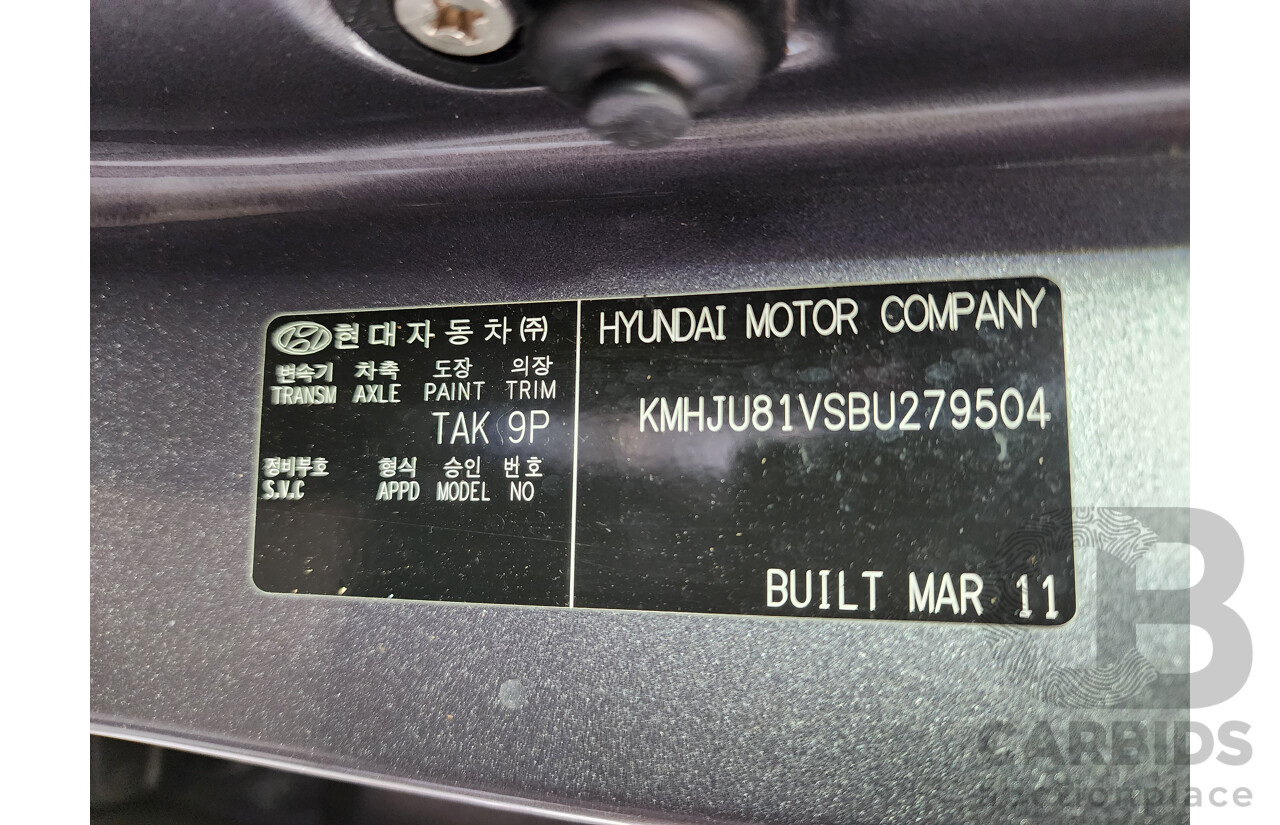 현대자동차(주)
변속기 차축 도장 의장
TRANSM AXLE PAINT TRIM
TAK 9P
정비부호 형식 승인 번호
S.V.C APPD MODEL NO
HYUNDAI MOTOR COMPANY
KMHJU81VSBU279504
BUILT MAR 11
CARBIDS
auctionplace